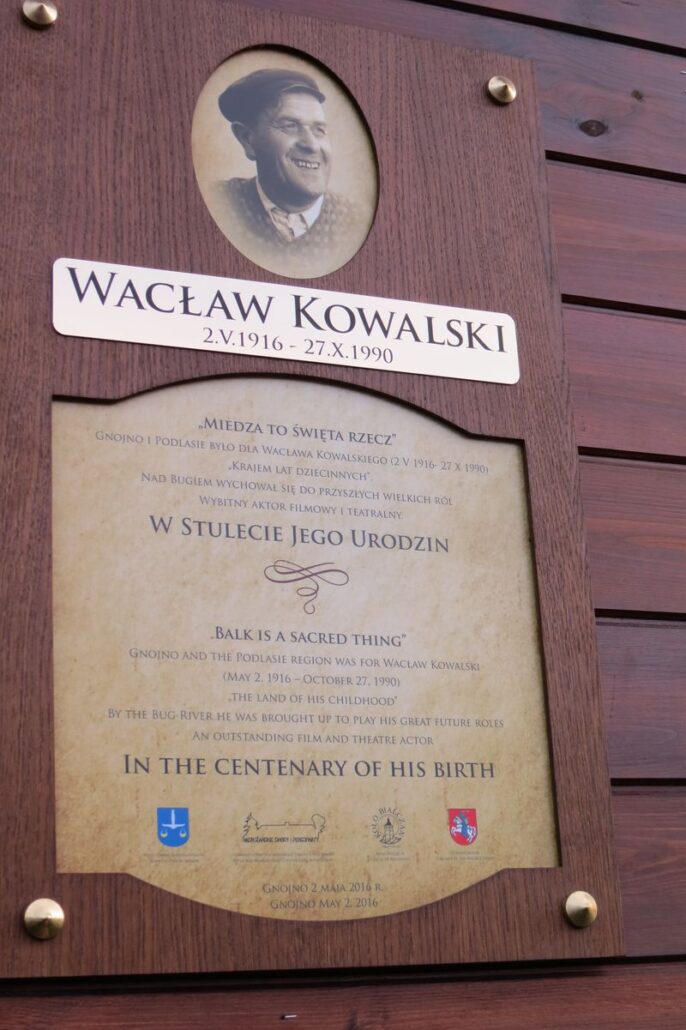 WACŁAW KOWALSKI
2.V.1916 - 27.X.1990
„MIEDZA TO ŚWIĘTA RZECZ"
GNOJNO I PODLASIE BYŁO DLA WACŁAWA KOWALSKIEGO (2 V 1916- 27 X 1990)
„KRAJEM LAT DZIECINNYCH".
NAD BUGIEM WYCHOWAŁ SIĘ DO PRZYSZŁYCH WIELKICH RÓL
WYBITNY AKTOR FILMOWY I TEATRALNY.
W STULECIE JEGO URODZIN
„BALK IS A SACRED THING"
GNOJNO AND THE PODLASIE REGION WAS FOR WACŁAW KOWALSKI
(MAY 2, 1916 – OCTOBER 27, 1990)
„THE LAND OF HIS CHILDHOOD"
BY THE BUG RIVER HE WAS BROUGHT UP TO PLAY HIS GREAT FUTURE ROLES
AN OUTSTANDING FILM AND THEATRE ACTOR
IN THE CENTENARY OF HIS BIRTH
GNOJNO 2 MAJA 2016 R.
GNOJNO MAY 2, 2016